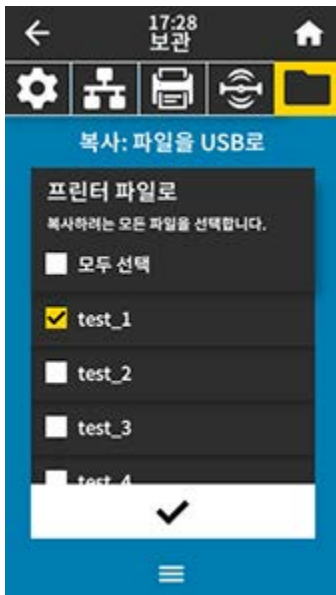 17:28
보관
복사: 파일을 USB로
프린터 파일로
복사하려는 모든 파일을 선택합니다.
모두 선택
test_1
test_2
test_3
test_4